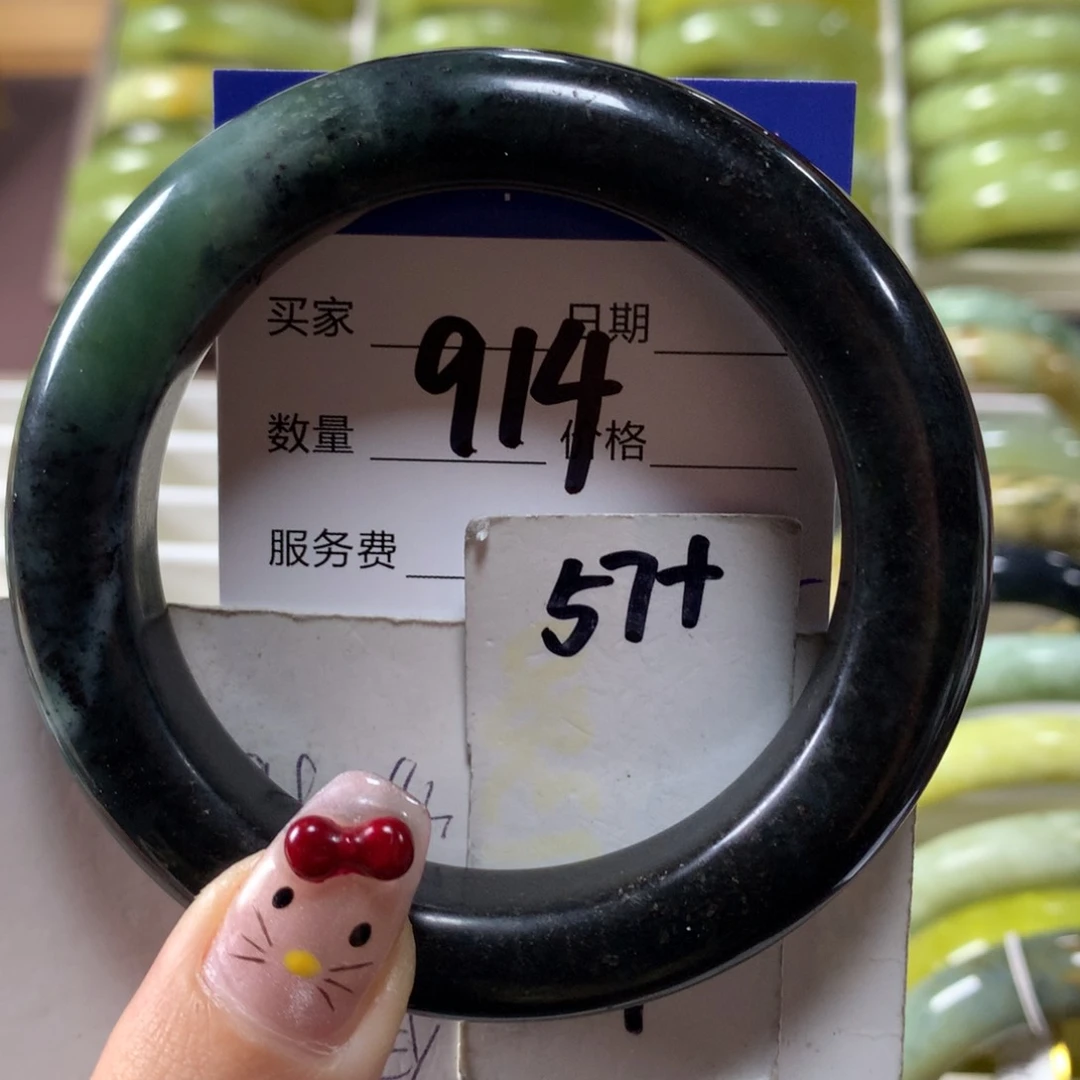 买家 日期
914
数量 价格
服务费
57+